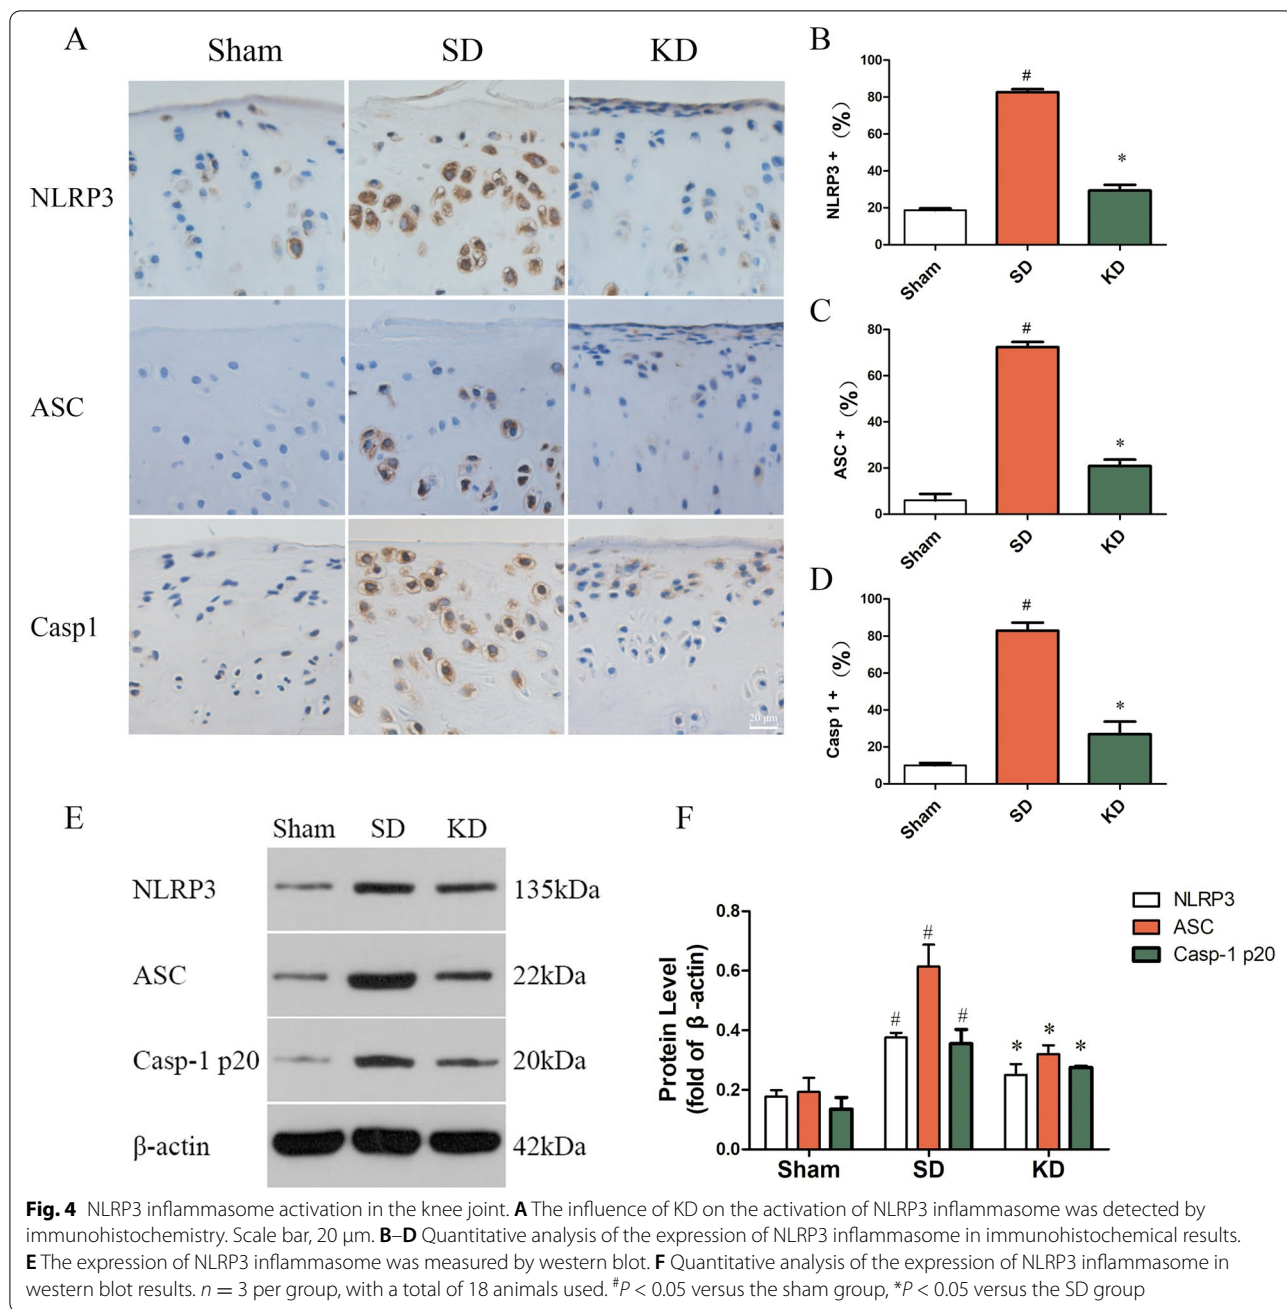 A
Sham SD KD
NLRP3
ASC
Casp1
20 μm
B
NLRP3 + (%)
100
80
60
40
20
0
#
*
Sham SD KD
C
ASC + (%)
80
60
40
20
0
#
*
Sham SD KD
D
Casp 1 + (%)
100
80
60
40
20
0
#
*
Sham SD KD
E
Sham SD KD
NLRP3 135kDa
ASC 22kDa
Casp-1 p20 20kDa
β-actin 42kDa
F
Protein Level
(fold of β -actin)
0.8
0.6
0.4
0.2
0.0
# # #
* * *
Sham SD KD
NLRP3
ASC
Casp-1 p20
Fig. 4 NLRP3 inflammasome activation in the knee joint. A The influence of KD on the activation of NLRP3 inflammasome was detected by
immunohistochemistry. Scale bar, 20 μm. B–D Quantitative analysis of the expression of NLRP3 inflammasome in immunohistochemical results.
E The expression of NLRP3 inflammasome was measured by western blot. F Quantitative analysis of the expression of NLRP3 inflammasome in
western blot results. n = 3 per group, with a total of 18 animals used. #P < 0.05 versus the sham group, *P < 0.05 versus the SD group